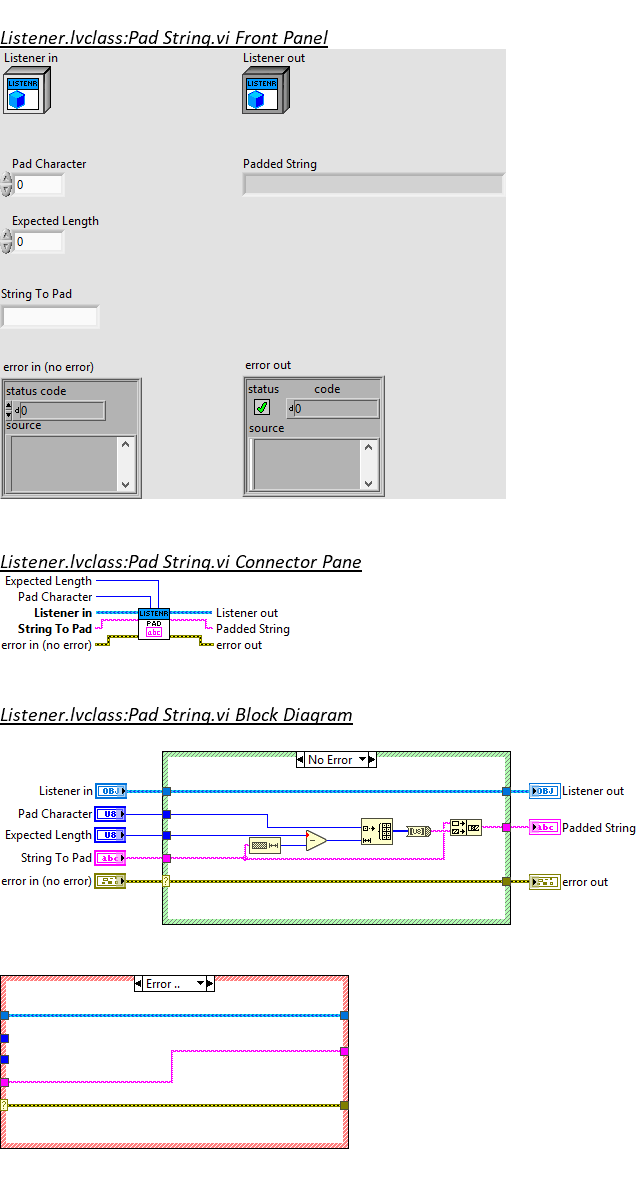 Listener.lvclass:Pad String.vi Front Panel
Listener in
Listener out
LISTENR
LISTENR
Pad Character
Padded String
0
Expected Length
0
String To Pad
error in (no error)
error out
status code
status
code
d0
d0
source
source
Listener.lvclass:Pad String.vi Connector Pane
Expected Length
Pad Character
Listener in
LISTENR
Listener out
String To Pad
PAD
Padded String
abc
error in (no error)
error out
Listener.lvclass:Pad String.vi Block Diagram
No Error
Listener in
OBJ
OBJ
Listener out
Pad Character
U8
Expected Length
U8
[U8]
abc
Padded String
String To Pad
abc
error in (no error)
?
error out
Error ..
?